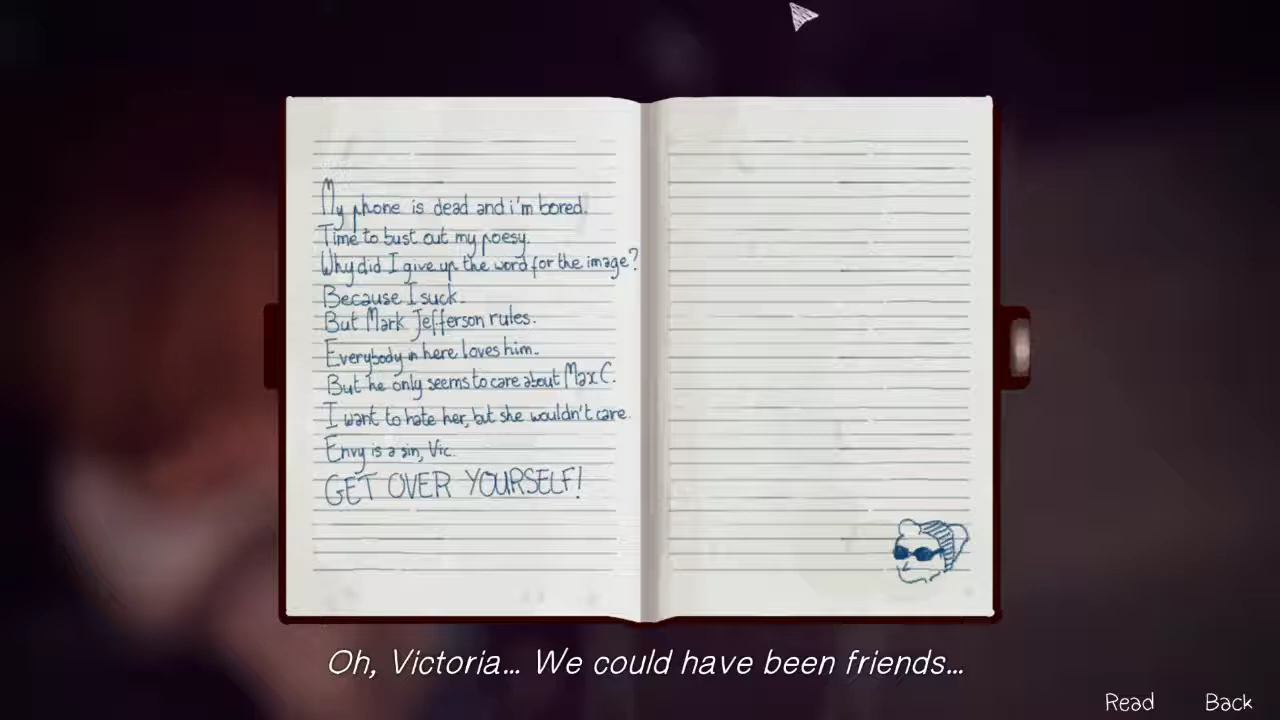 My phone is dead and i'm bored.
Time to bust out my poesy.
Why did I give up the word for the image?
Because I suck.
But Mark Jefferson rules.
Everybody in here loves him.
But he only seems to care about Max C.
I want to hate her, but she wouldn't care.
Envy is a sin, Vic.
GET OVER YOURSELF!
Oh, Victoria... We could have been friends...
Read Back